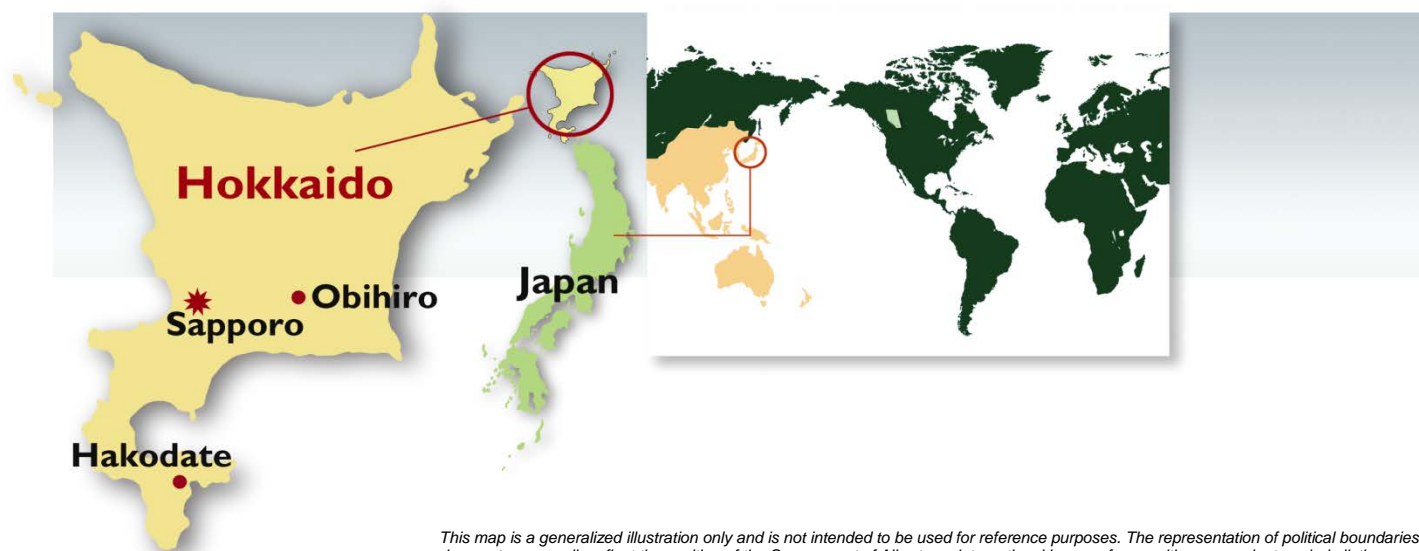 Hokkaido
Obihiro
Sapporo
Hakodate
Japan
This map is a generalized illustration only and is not intended to be used for reference purposes. The representation of political boundaries